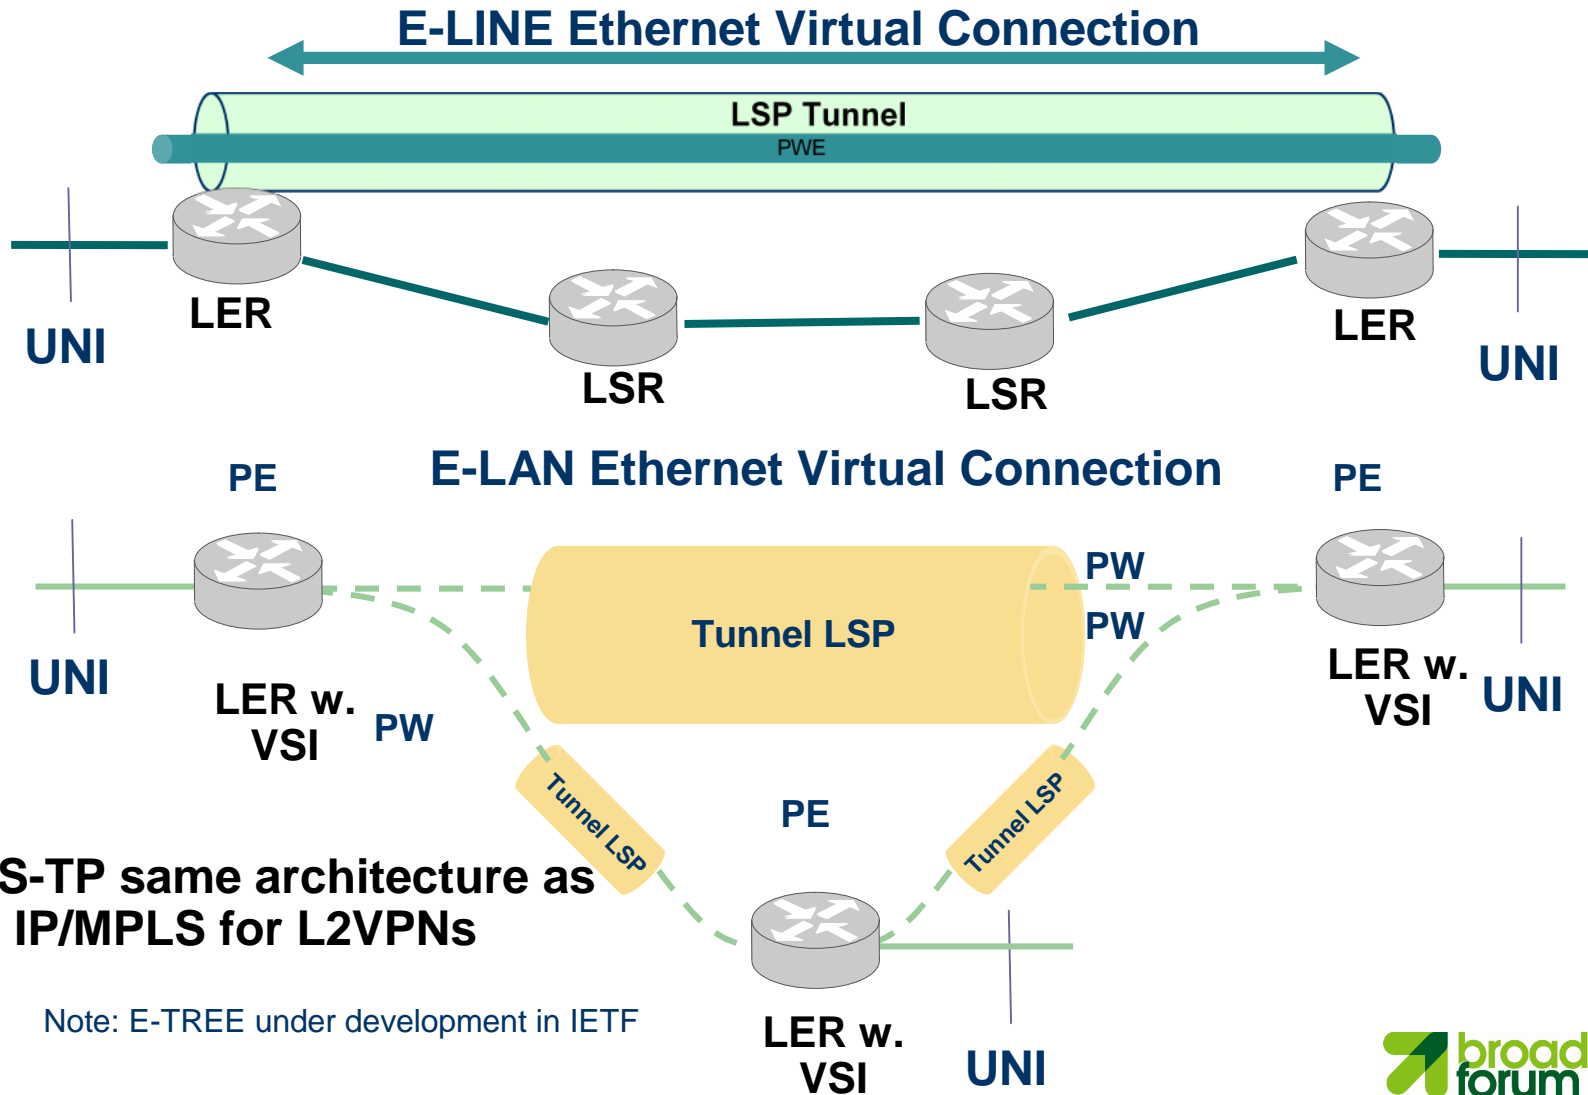 E-LINE Ethernet Virtual Connection
LSP Tunnel
PWE
LER
LER
UNI
UNI
LSR
LSR
E-LAN Ethernet Virtual Connection
PE
PE
PW
PW
Tunnel LSP
UNI
LER w.
VSI
PW
LER w.
VSI
UNI
Tunnel LSP
Tunnel LSP
PE
S-TP same architecture as
IP/MPLS for L2VPNs
Note: E-TREE under development in IETF
LER w.
VSI
UNI
broad
forum